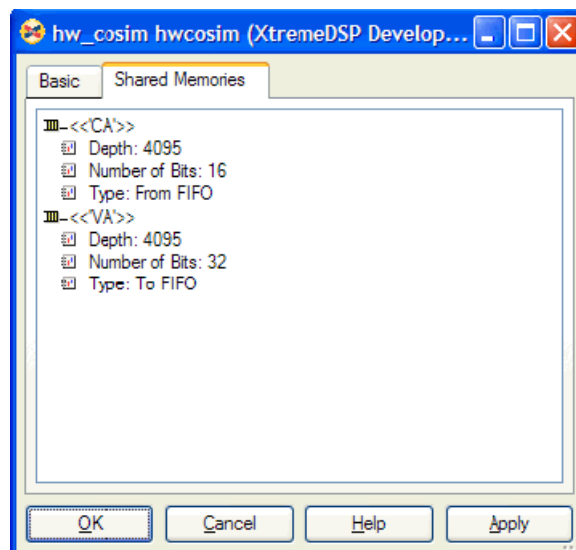 hw_cosim hwcosim (XtremeDSP Develop...
Basic Shared Memories
<<'CA'>>
Depth: 4095
Number of Bits: 16
Type: From FIFO
<<'VA'>>
Depth: 4095
Number of Bits: 32
Type: To FIFO
OK Cancel Help Apply